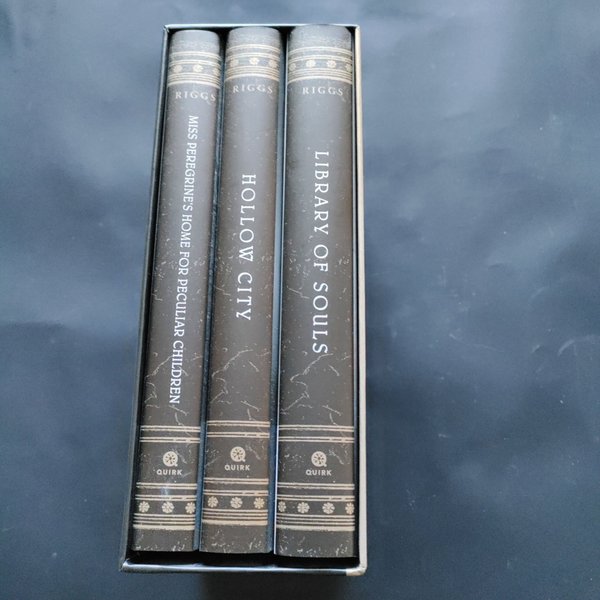 RIGGS
MISS PEREGRINE'S HOME FOR PECULIAR CHILDREN
QUIRK
RIGGS
HOLLOW CITY
QUIRK
RIGGS
LIBRARY OF SOULS
QUIRK